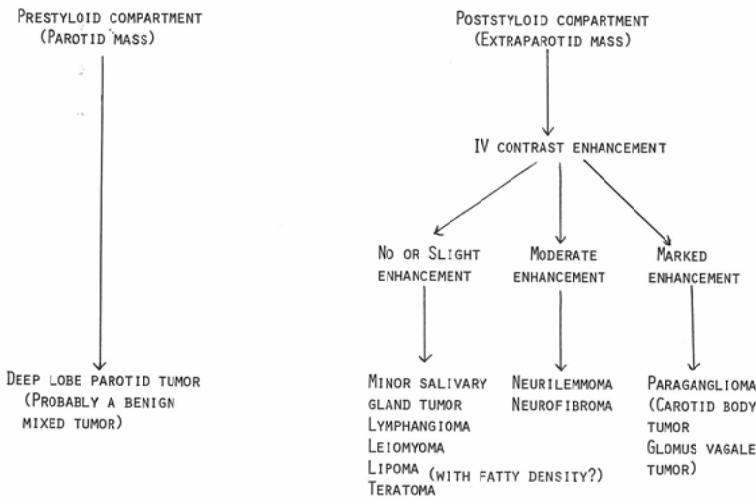 PRESTYLOID COMPARTMENT
(PAROTID MASS)
POSTSTYLOID COMPARTMENT
(EXTRAPAROTID MASS)
IV CONTRAST ENHANCEMENT
NO OR SLIGHT
ENHANCEMENT
MODERATE
ENHANCEMENT
MARKED
ENHANCEMENT
DEEP LOBE PAROTID TUMOR
(PROBABLY A BENIGN
MIXED TUMOR)
MINOR SALIVARY
GLAND TUMOR
LYMPHANGIOMA
LEIOMYOMA
LIPOMA (WITH FATTY DENSITY?)
TERATOMA
NEURILEMMOMA
NEUROFIBROMA
PARAGANGLIOMA
(CAROTID BODY
TUMOR
GLOMUS VAGALE
TUMOR)